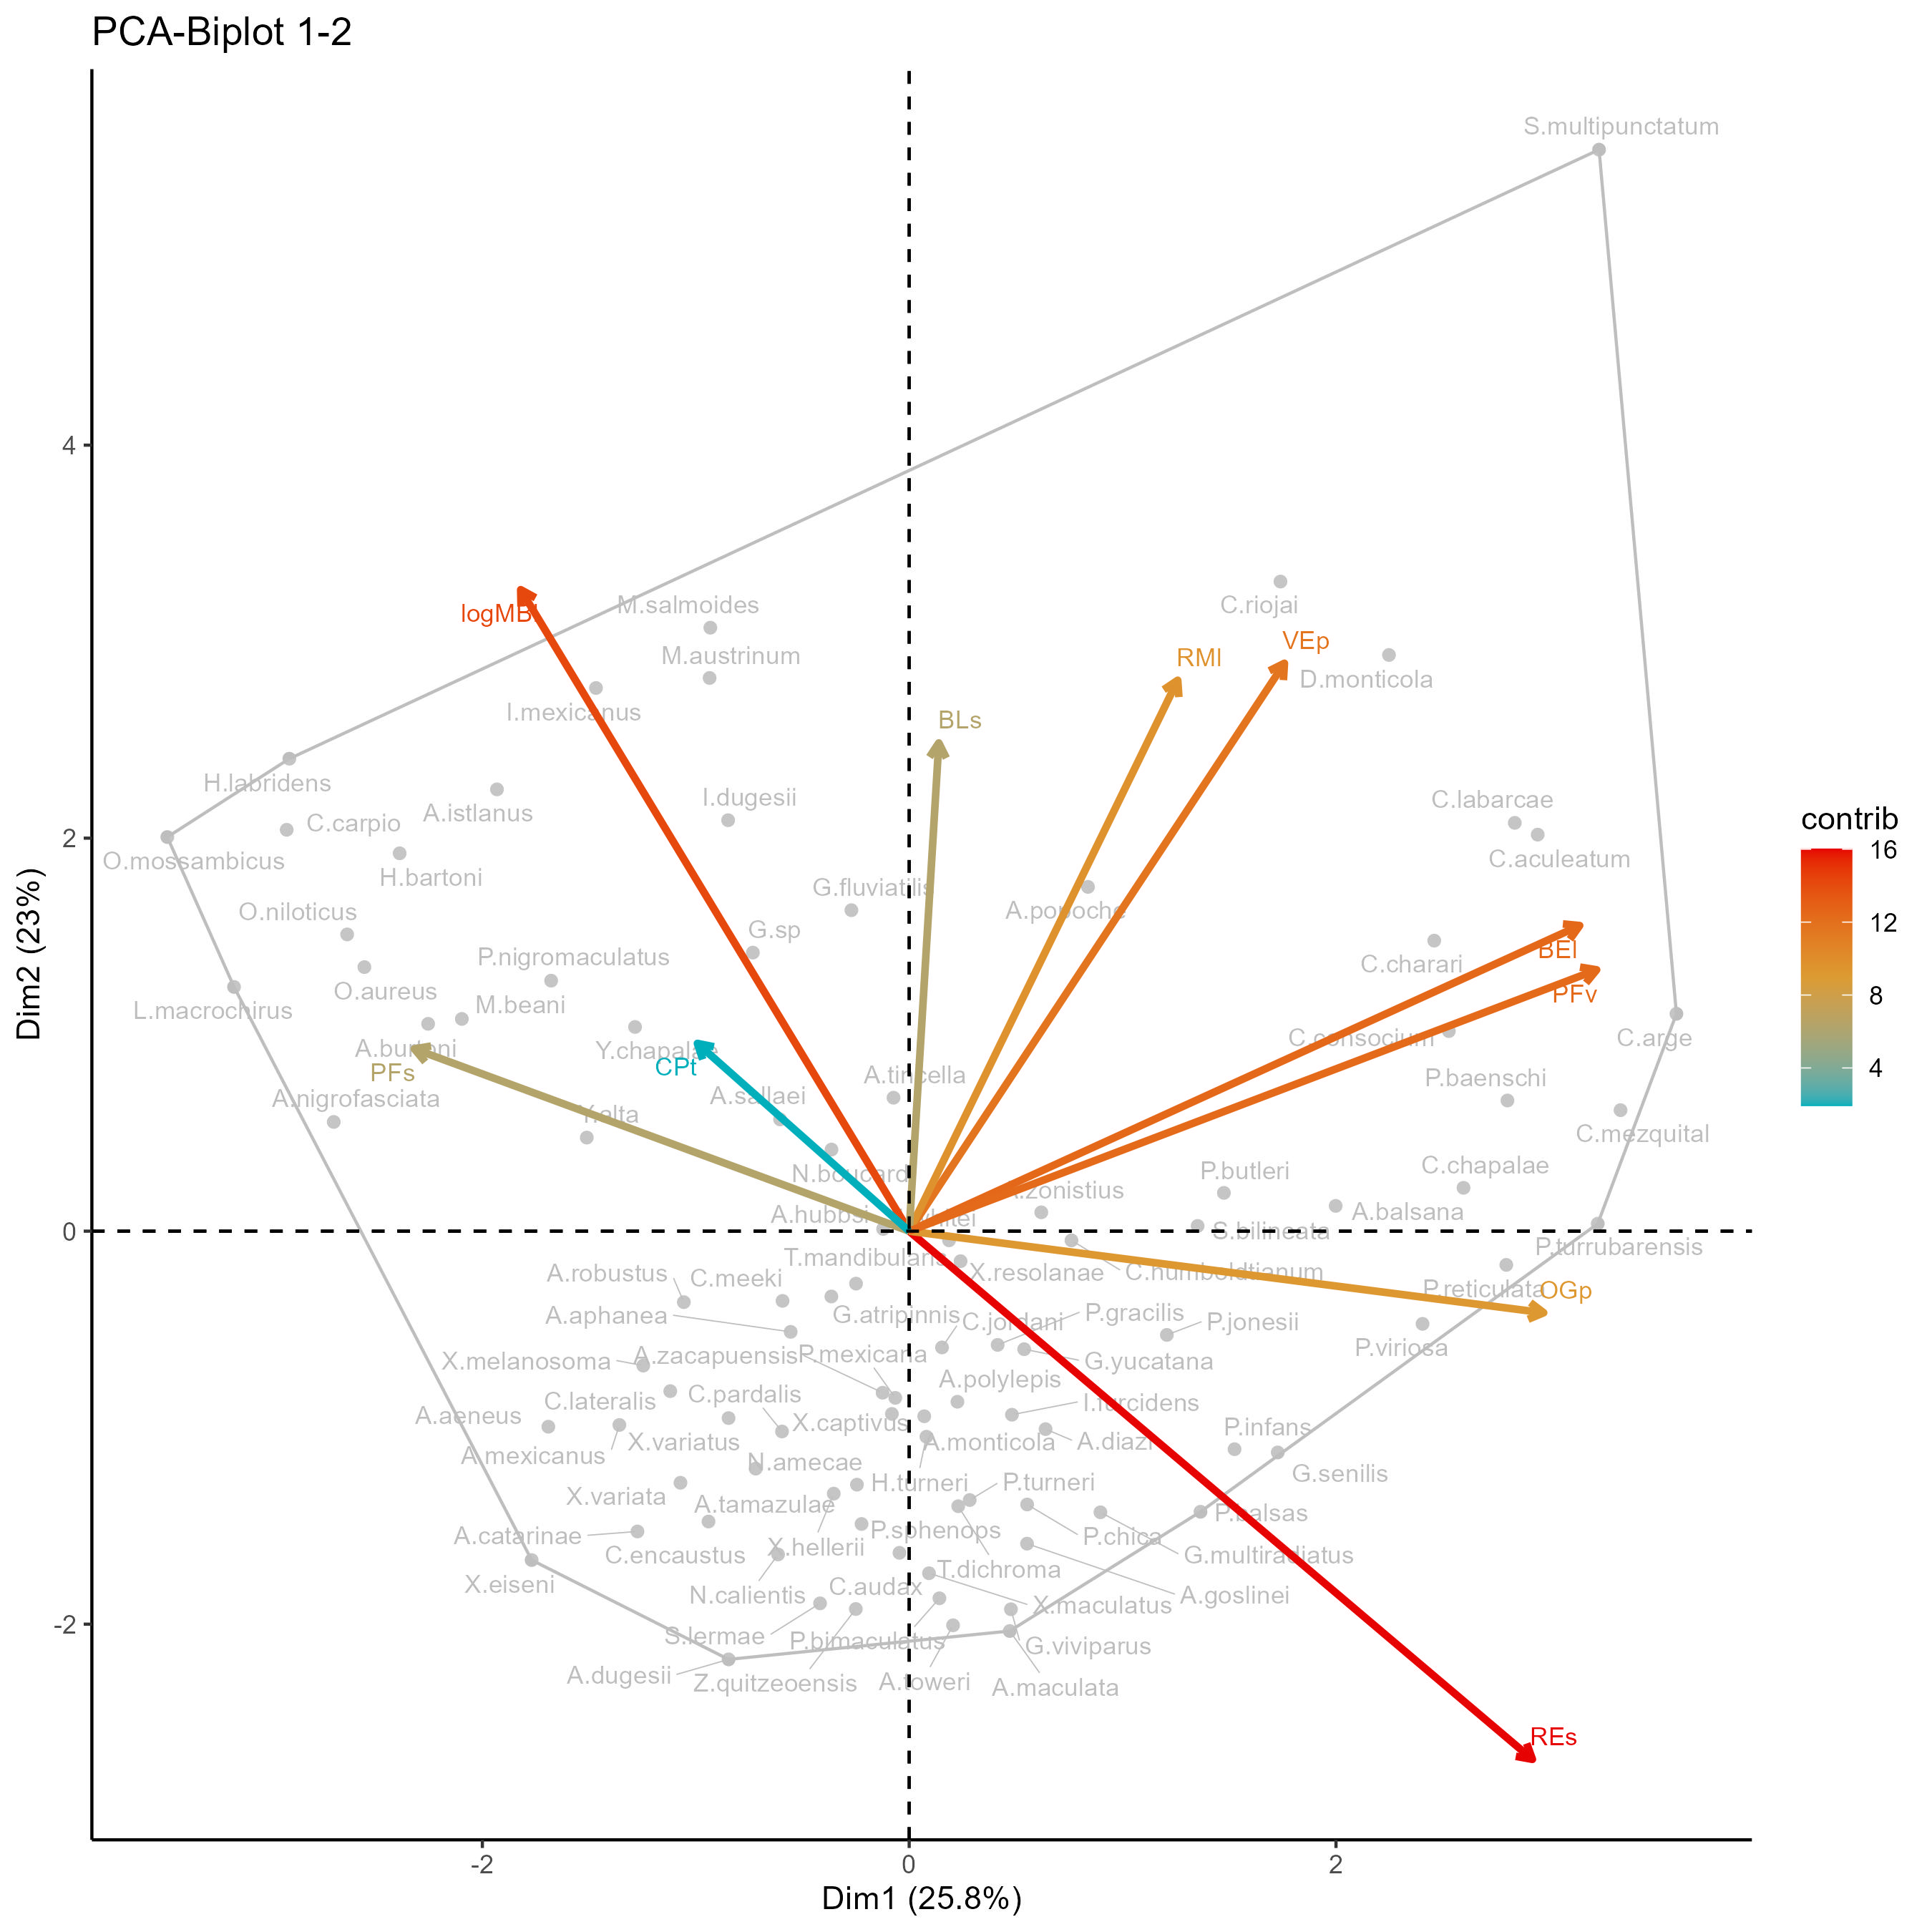 PCA-Biplot 1-2
S.multipunctatum
4
C.riojai
M.salmoides
VEp
RMI
M.austrinum
D.monticola
I.mexicanus
BLs
H.labridens
I.dugesii
C.labarcae
A.istlanus
C.carpio
contrib
16
2
O.mossambicus
C.aculeatum
H.bartoni
G.fluviatilis
A.popoche
O.niloticus
12
G.sp
BEl
P.nigromaculatus
C.charari
O.aureus
PFv
8
M.beani
L.macrochirus
C.consocium
C.arge
Y.chapalae
A.burtoni
CPt
PFs
4
A.tincella
P.baenschi
A.sallaei
A.nigrofasciata
Y.alta
C.mezquital
N.boucardi
P.butleri
C.chapalae
A.zonistius
A.hubbsi
A.balsana
0
S.bilineata
T.mandibularis
P.turrubarensis
A.robustus
C.meeki
X.resolanae
C.humboldtianum
P.reticulata
OGp
A.aphanea
G.atripinnis
C.jordani
P.gracilis
P.jonesii
P.viriosa
X.melanosoma
A.zacapuensis
P.mexicana
G.yucatana
A.polylepis
C.lateralis
C.pardalis
I.furcidens
A.aeneus
X.captivus
P.infans
A.mexicanus
X.variatus
A.monticola
A.diazi
N.amecae
G.senilis
X.variata
H.turneri
P.turneri
A.tamazulae
P.balsas
A.catarinae
P.sphenops
P.chica
C.encaustus
X.hellerii
G.multiradiatus
T.dichroma
X.eiseni
N.calientis
C.audax
A.goslinei
X.maculatus
-2
S.lermae
P.bimaculatus
G.viviparus
A.dugesii
Z.quitzeoensis
A.toweri
A.maculata
REs
-2
0
2
Dim1 (25.8%)
Dim2 (23%)